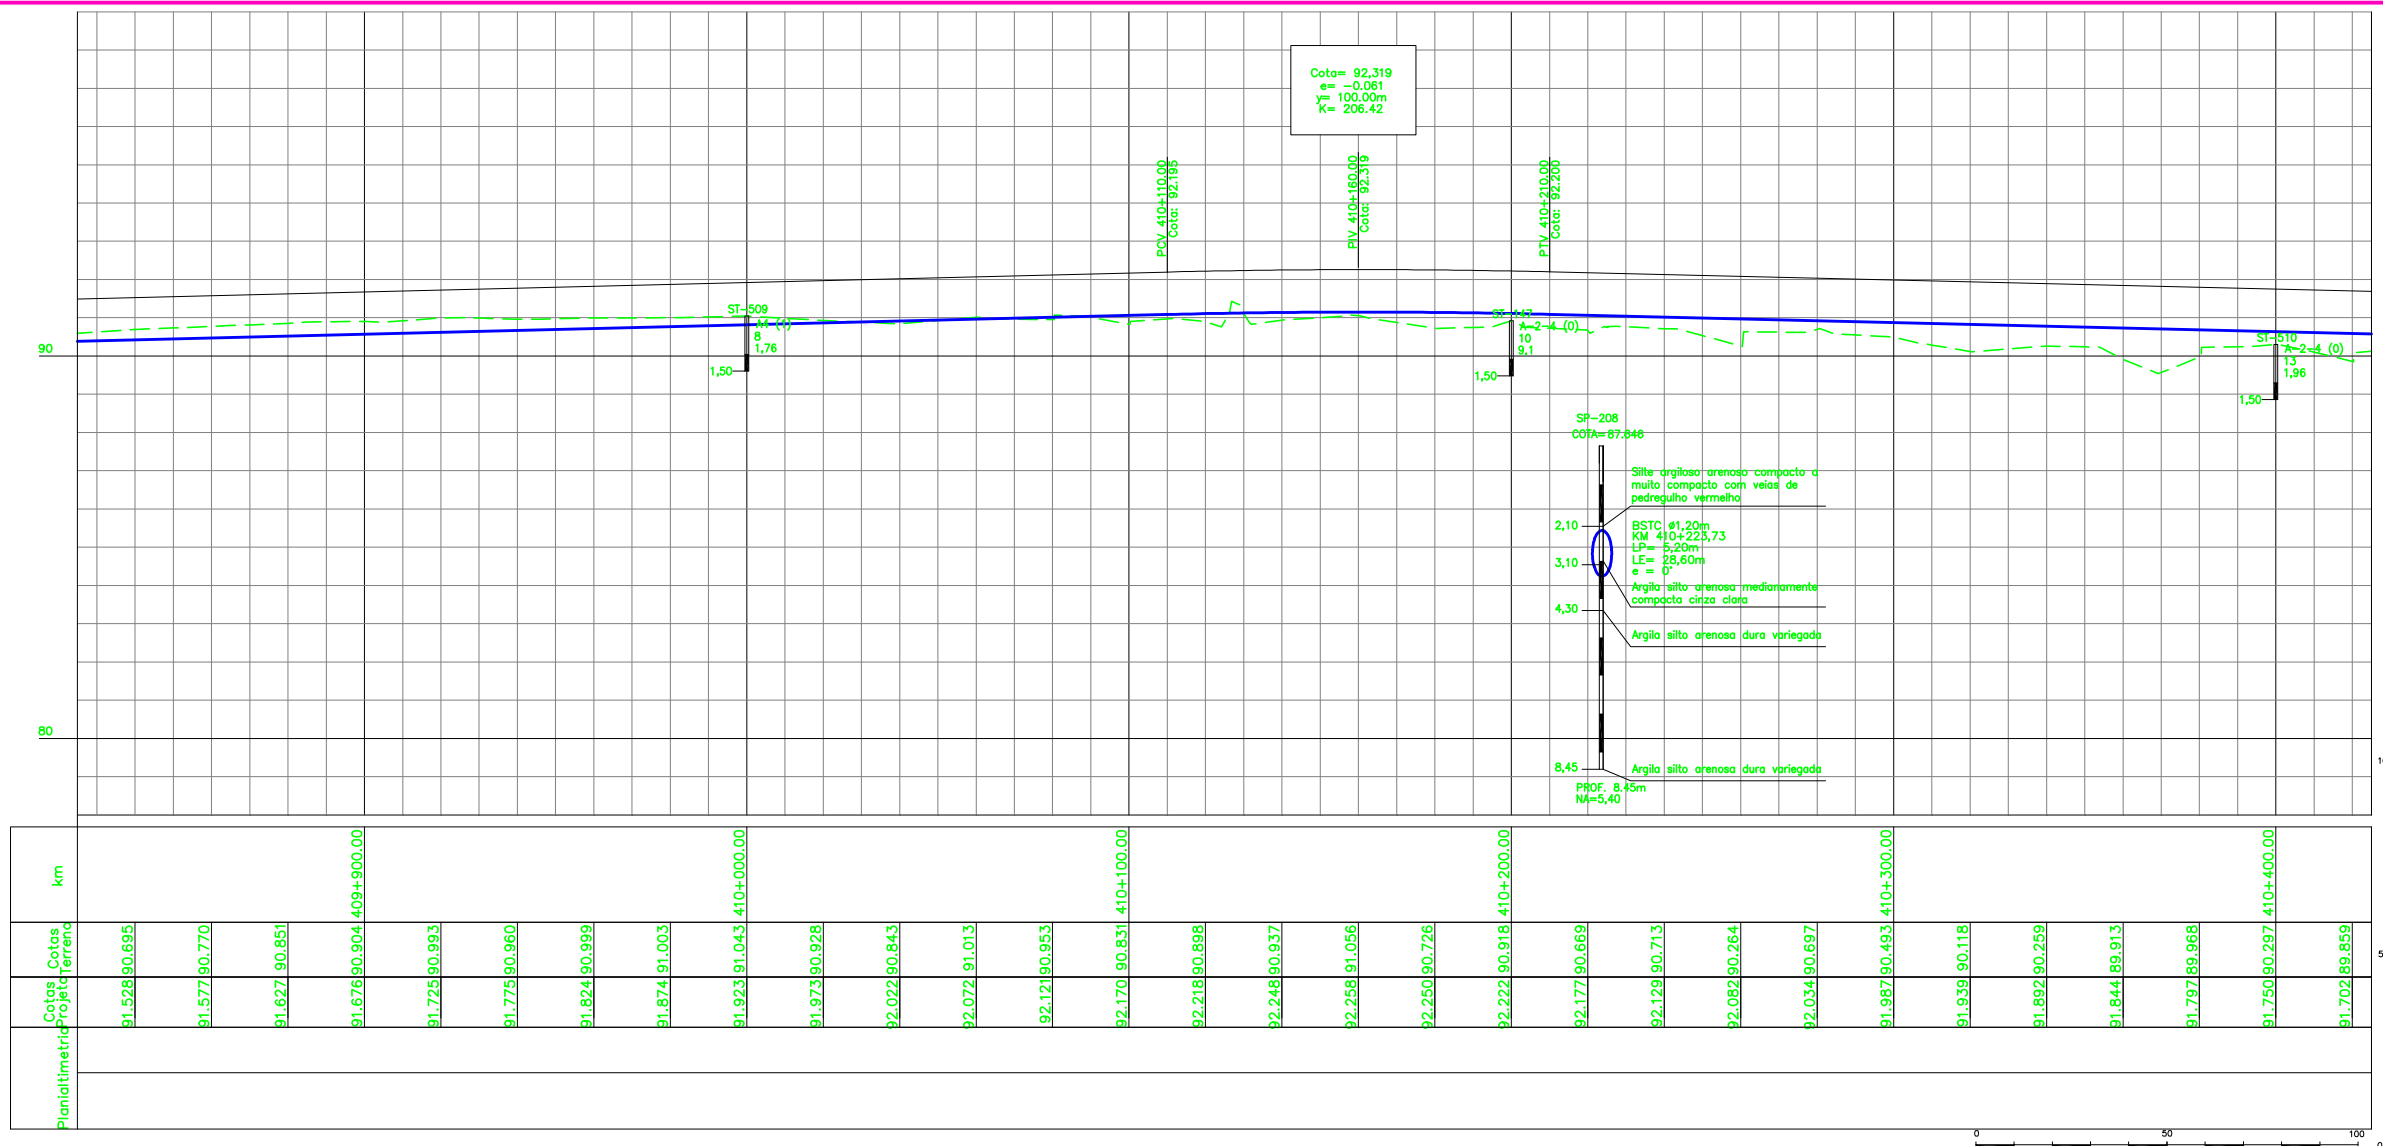 Cota= 92,319
e= -0.061
y= 100.00m
K= 206.42
PCV 410+110.00
Cota: 92.195
PIV 410+160.00
Cota: 92.319
PTV 410+210.00
Cota: 92.200
ST-509
A4 (1)
8
1,76
1,50
ST-147
A-2-4 (0)
10
9,1
1,50
ST-510
A-2-4 (0)
13
1,96
1,50
90
80
SP-208
COTA=87.646
Silte argiloso arenoso compacto a
muito compacto com veias de
pedregulho vermelho
2,10
BSTC Ø1,20m
KM 410+223,73
LP= 5,20m
LE= 28,60m
e = 0°
3,10
Argila silto arenosa medianamente
compacta cinza clara
4,30
Argila silto arenosa dura variegada
8,45
Argila silto arenosa dura variegada
PROF. 8.45m
NA=5,40
km
409+900.00
410+000.00
410+100.00
410+200.00
410+300.00
410+400.00
Cotas
Terreno
90.695
90.770
90.851
90.904
90.993
90.960
90.999
91.003
91.043
90.928
90.843
91.013
90.953
90.831
90.898
90.937
91.056
90.726
90.918
90.669
90.713
90.264
90.697
90.493
90.118
90.259
89.913
89.968
90.297
89.859
Cotas
Projeto
91.528
91.577
91.627
91.676
91.725
91.775
91.824
91.874
91.923
91.973
92.022
92.072
92.121
92.170
92.218
92.248
92.258
92.250
92.222
92.177
92.129
92.082
92.034
91.987
91.939
91.892
91.844
91.797
91.750
91.702
Planialtimetria
0
50
100